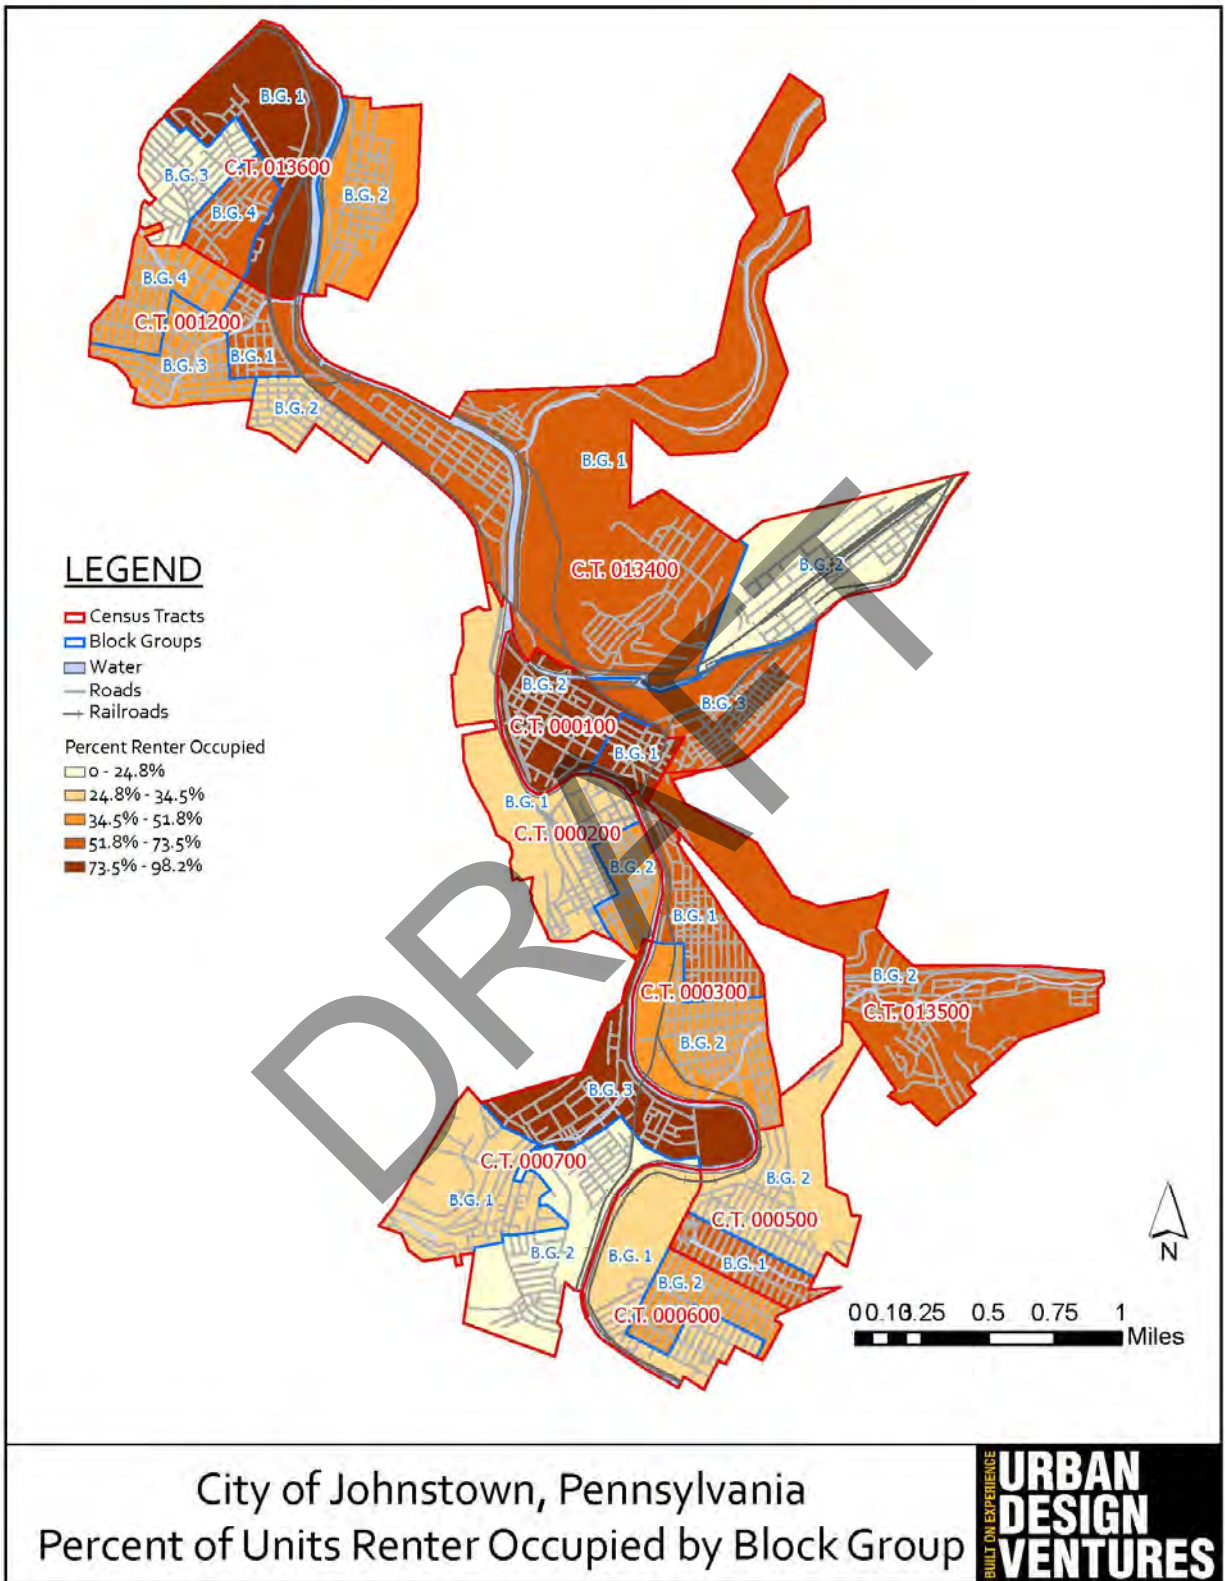 B.G. 1
C.T. 013600
B.G. 3
B.G. 2
B.G. 4
B.G. 4
C.T. 001200
B.G. 3
B.G. 1
B.G. 2
B.G. 1
C.T. 013400
B.G. 2
B.G. 2
B.G. 3
C.T. 000100
B.G. 1
B.G. 1
C.T. 000200
B.G. 2
B.G. 1
B.G. 2
C.T. 000300
C.T. 013500
B.G. 2
B.G. 3
C.T. 000700
B.G. 1
B.G. 2
B.G. 2
C.T. 000500
B.G. 1
B.G. 1
B.G. 2
C.T. 000600
DRAFT
LEGEND
Census Tracts
Block Groups
Water
Roads
Railroads
Percent Renter Occupied
0 - 24.8%
24.8% - 34.5%
34.5% - 51.8%
51.8% - 73.5%
73.5% - 98.2%
N
0 0.130.25 0.5 0.75 1
Miles
City of Johnstown, Pennsylvania
Percent of Units Renter Occupied by Block Group
BUILT ON EXPERIENCE
URBAN
DESIGN
VENTURES